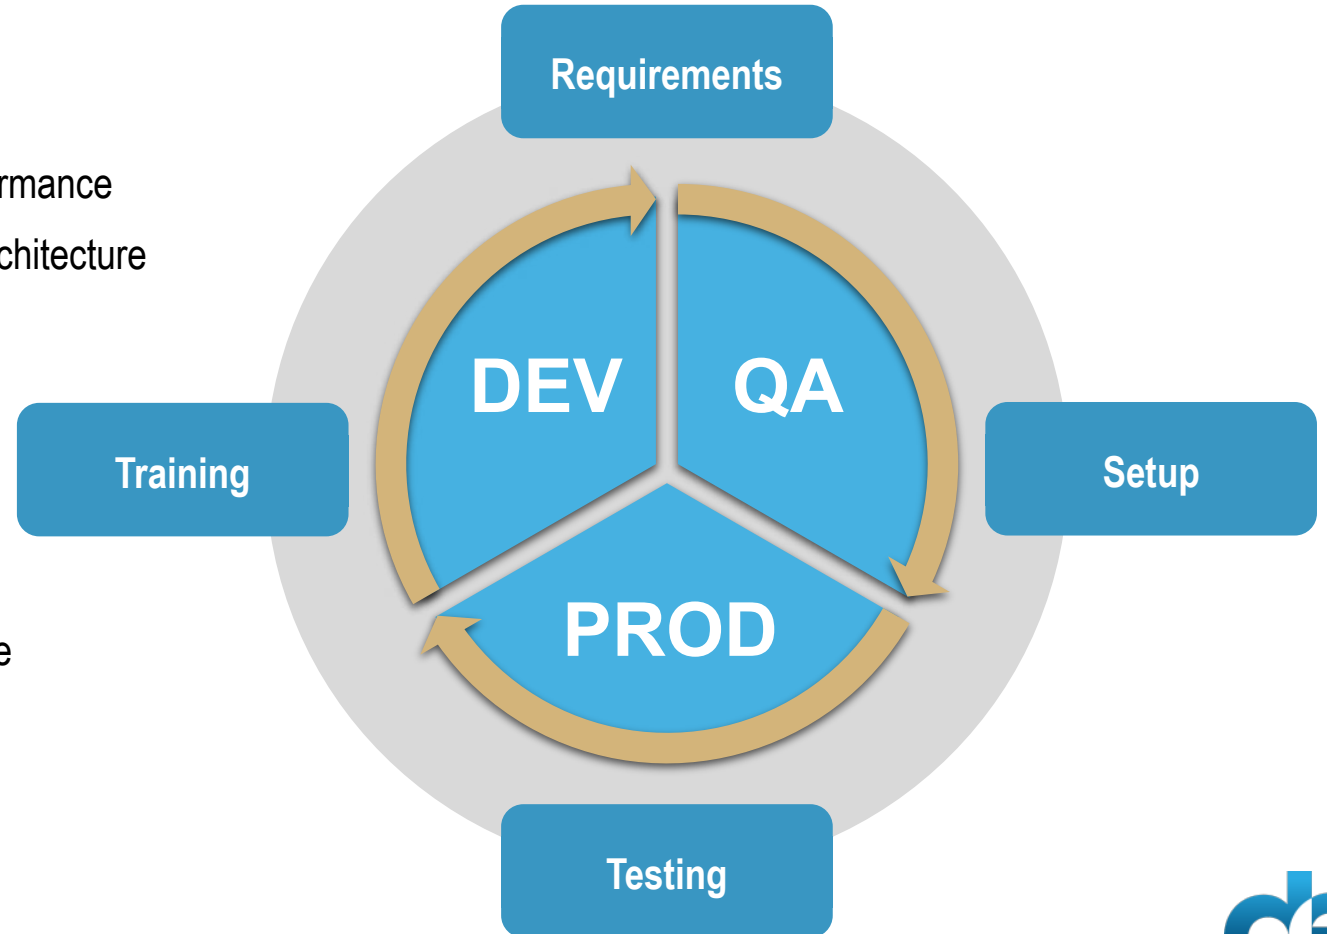 Requirements
rmance
chitecture
DEV
QA
Training
Setup
PROD
e
Testing